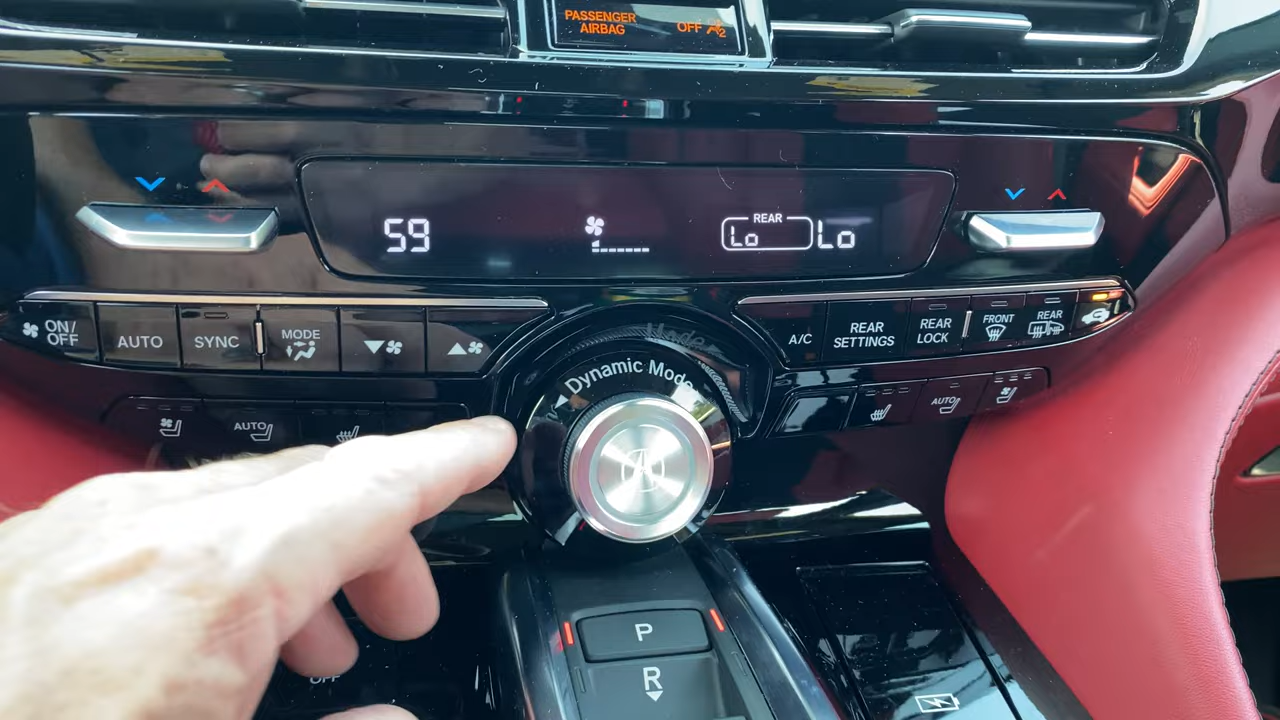 PASSENGER
AIRBAG
OFF
2
59
REAR
Lo
Lo
ON/
OFF
AUTO
SYNC
MODE
A/C
REAR
SETTINGS
REAR
LOCK
FRONT
REAR
Dynamic Mode
AUTO
AUTO
P
R
OFF